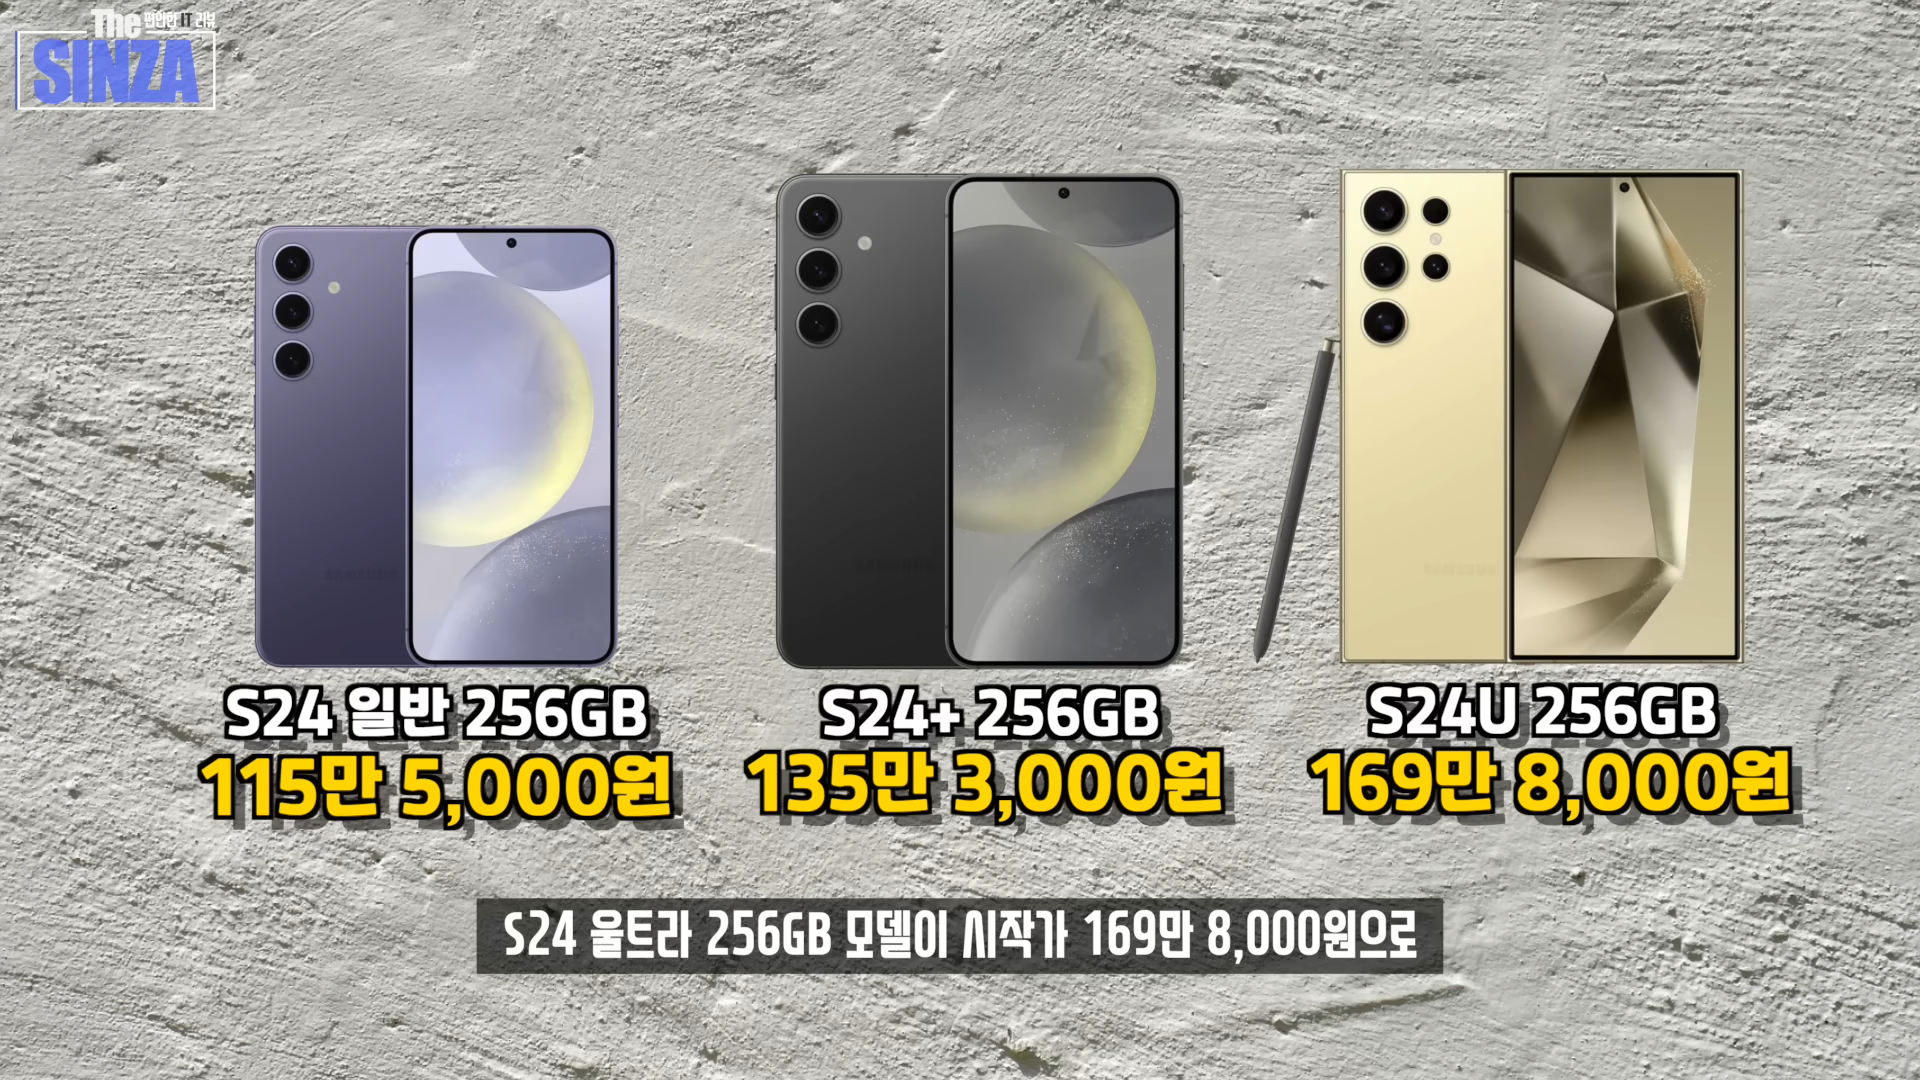 The 편안한 IT 리뷰
SINZA
S24 일반 256GB
115만 5,000원
S24+ 256GB
135만 3,000원
S24U 256GB
169만 8,000원
S24 울트라 256GB 모델이 시작가 169만 8,000원으로